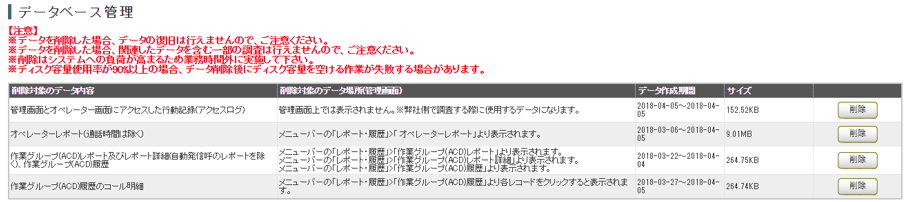 データベース管理
【注意】
※データを削除した場合、データの復旧は行えませんので、ご注意ください。
※データを削除した場合、関連したデータを含む一部の調査は行えませんので、ご注意ください。
※削除はシステムへの負荷が高まるため業務時間外に実施して下さい。
※ディスク容量使用率が90%以上の場合、データ削除後にディスク容量を空ける作業が失敗する場合があります。
削除対象のデータ内容 削除対象のデータ場所(管理画面) データ作成期間 サイズ
管理画面とオペレーター画面にアクセスした行動記録(アクセスログ) 管理画面上では表示されません。※弊社側で調査する際に使用するデータになります。 2018-04-05～2018-04-05 152.52KB 削除
オペレーターレポート(通話時間は除く) メニューバーの「レポート・履歴」>「オペレーターレポート」より表示されます。 2018-03-06～2018-04-05 9.01MB 削除
作業グループ(ACD)レポート及びレポート詳細(自動発信呼のレポートを除く)、作業グループ(ACD)履歴 メニューバーの「レポート・履歴」>「作業グループ(ACD)レポート」より表示されます。
メニューバーの「レポート・履歴」>「作業グループ(ACD)レポート詳細」より表示されます。
メニューバーの「レポート・履歴」>「作業グループ(ACD)履歴」より表示されます。 2018-03-22～2018-04-04 264.75KB 削除
作業グループ(ACD)履歴のコール明細 メニューバーの「レポート・履歴」>「作業グループ(ACD)履歴」より各レコードをクリックすると表示されます。 2018-03-27～2018-04-05 264.74KB 削除